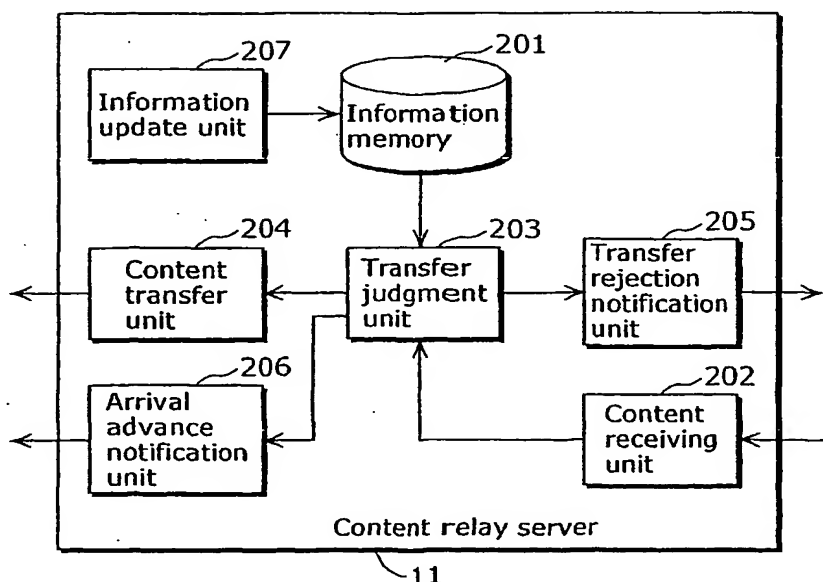 207
201
Information
update unit
Information
memory
204
203
205
Content
transfer
unit
Transfer
judgment
unit
Transfer
rejection
notification
unit
206
202
Arrival
advance
notification
unit
Content
receiving
unit
Content relay server
11